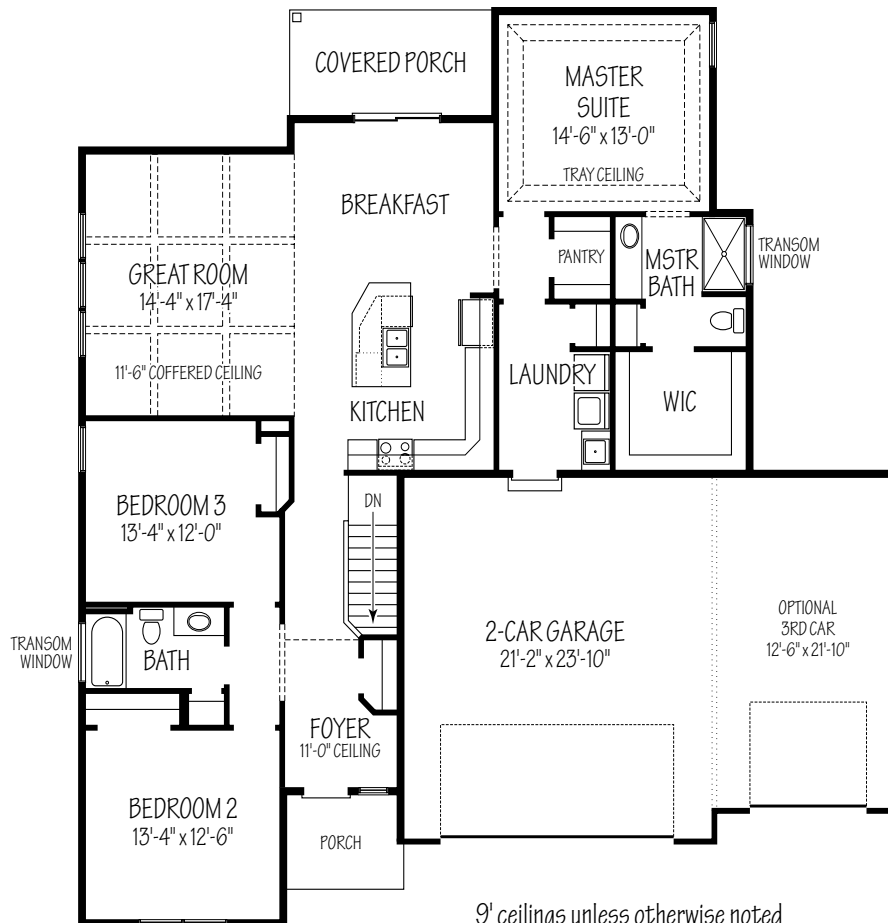 COVERED PORCH
MASTER
SUITE
14'-6" x 13'-0"
TRAY CEILING
BREAKFAST
PANTRY
MSTR
BATH
TRANSOM
WINDOW
GREAT ROOM
14'-4" x 17'-4"
11'-6" COFFERED CEILING
KITCHEN
LAUNDRY
WIC
BEDROOM 3
13'-4" x 12'-0"
DN
TRANSOM
WINDOW
BATH
2-CAR GARAGE
21'-2" x 23'-10"
OPTIONAL
3RD CAR
12'-6" x 21'-10"
FOYER
11'-0" CEILING
BEDROOM 2
13'-4" x 12'-6"
PORCH
9' ceilings unless otherwise noted